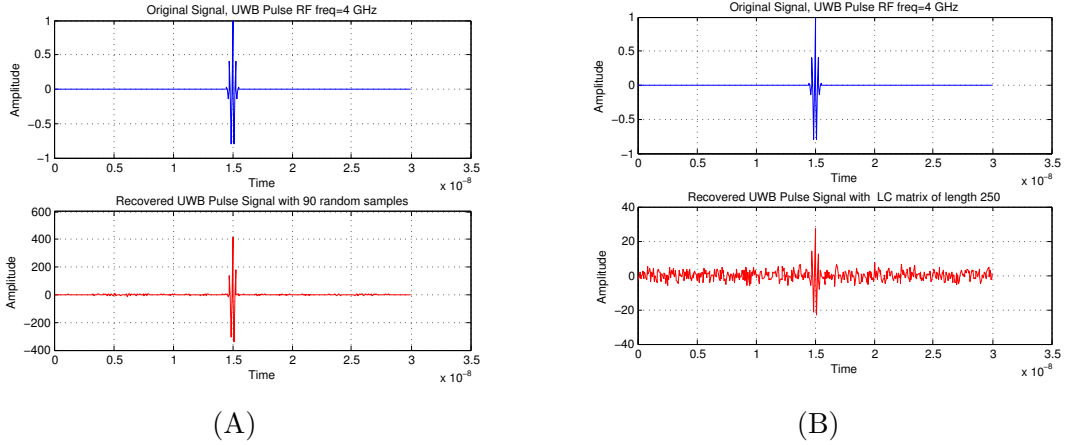 Original Signal, UWB Pulse RF freq=4 GHz
1
0.5
0
−0.5
−1
Amplitude
0 0.5 1 1.5 2 2.5 3 3.5
Time
x 10⁻⁸
Recovered UWB Pulse Signal with 90 random samples
600
400
200
0
−200
−400
Amplitude
0 0.5 1 1.5 2 2.5 3 3.5
Time
x 10⁻⁸
(A)
Original Signal, UWB Pulse RF freq=4 GHz
1
0.5
0
−0.5
−1
Amplitude
0 0.5 1 1.5 2 2.5 3 3.5
Time
x 10⁻⁸
Recovered UWB Pulse Signal with LC matrix of length 250
40
20
0
−20
−40
Amplitude
0 0.5 1 1.5 2 2.5 3 3.5
Time
x 10⁻⁸
(B)